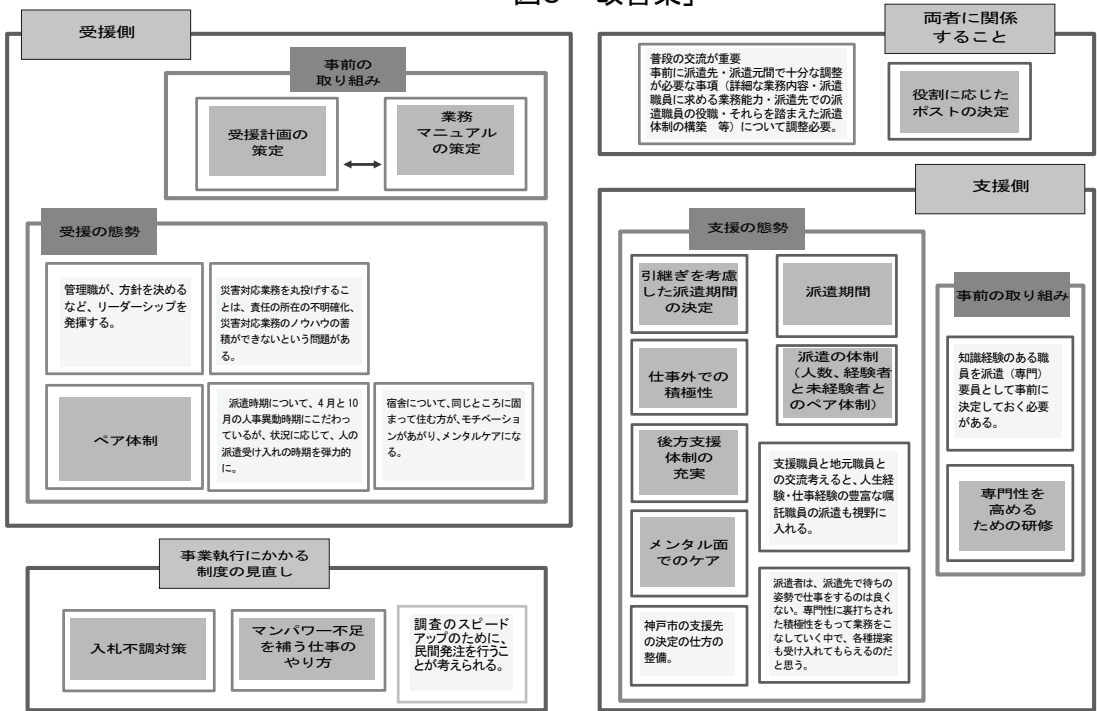 図3 改善案」
受援側
事前の
取り組み
受援計画の
策定
業務
マニュアル
の策定
受援の態勢
管理職が、方針を決める
など、リーダーシップを
発揮する。
災害対応業務を丸投げするこ
とは、責任の所在の不明確化、
災害対応業務のノウハウの蓄
積ができないという問題があ
る。
ペア体制
派遣時期について、4月と10
月の人事異動時期にこだわっ
ているが、状況に応じて、人の
派遣受け入れの時期を弾力的
に。
宿舎について、同じところに固
まって住む方が、モチベーショ
ンがあがり、メンタルケアにな
る。
事業執行にかかる
制度の見直し
入札不調対策
マンパワー不足
を補う仕事の
やり方
調査のスピード
アップのために、
民間発注を行うこ
とが考えられる。
両者に関係
すること
普段の交流が重要
事前に派遣先・派遣元間で十分な調整
が必要な事項（詳細な業務内容・派遣
職員に求める業務能力・派遣先での派
遣職員の役職・それらを踏まえた派遣
体制の構築 等）について調整必要。
役割に応じた
ポストの決定
支援側
支援の態勢
引継ぎを考慮
した派遣期間
の決定
派遣期間
仕事外での
積極性
派遣の体制
（人数、経験者
と未経験者と
のペア体制）
後方支援
体制の
充実
支援職員と地元職員と
の交流考えると、人生経
験・仕事経験の豊富な嘱
託職員の派遣も視野に
入れる。
メンタル面
でのケア
神戸市の支援先
の決定の仕方の
整備。
派遣者は、派遣先で待ちの
姿勢で仕事をするのは良く
ない。専門性に裏打ちされ
た積極性をもって業務をこ
なしていく中で、各種提案
も受け入れてもらえるのだ
と思う。
事前の取り組み
知識経験のある職
員を派遣（専門）
要員として事前に
決定しておく必要
がある。
専門性を
高める
ための研修